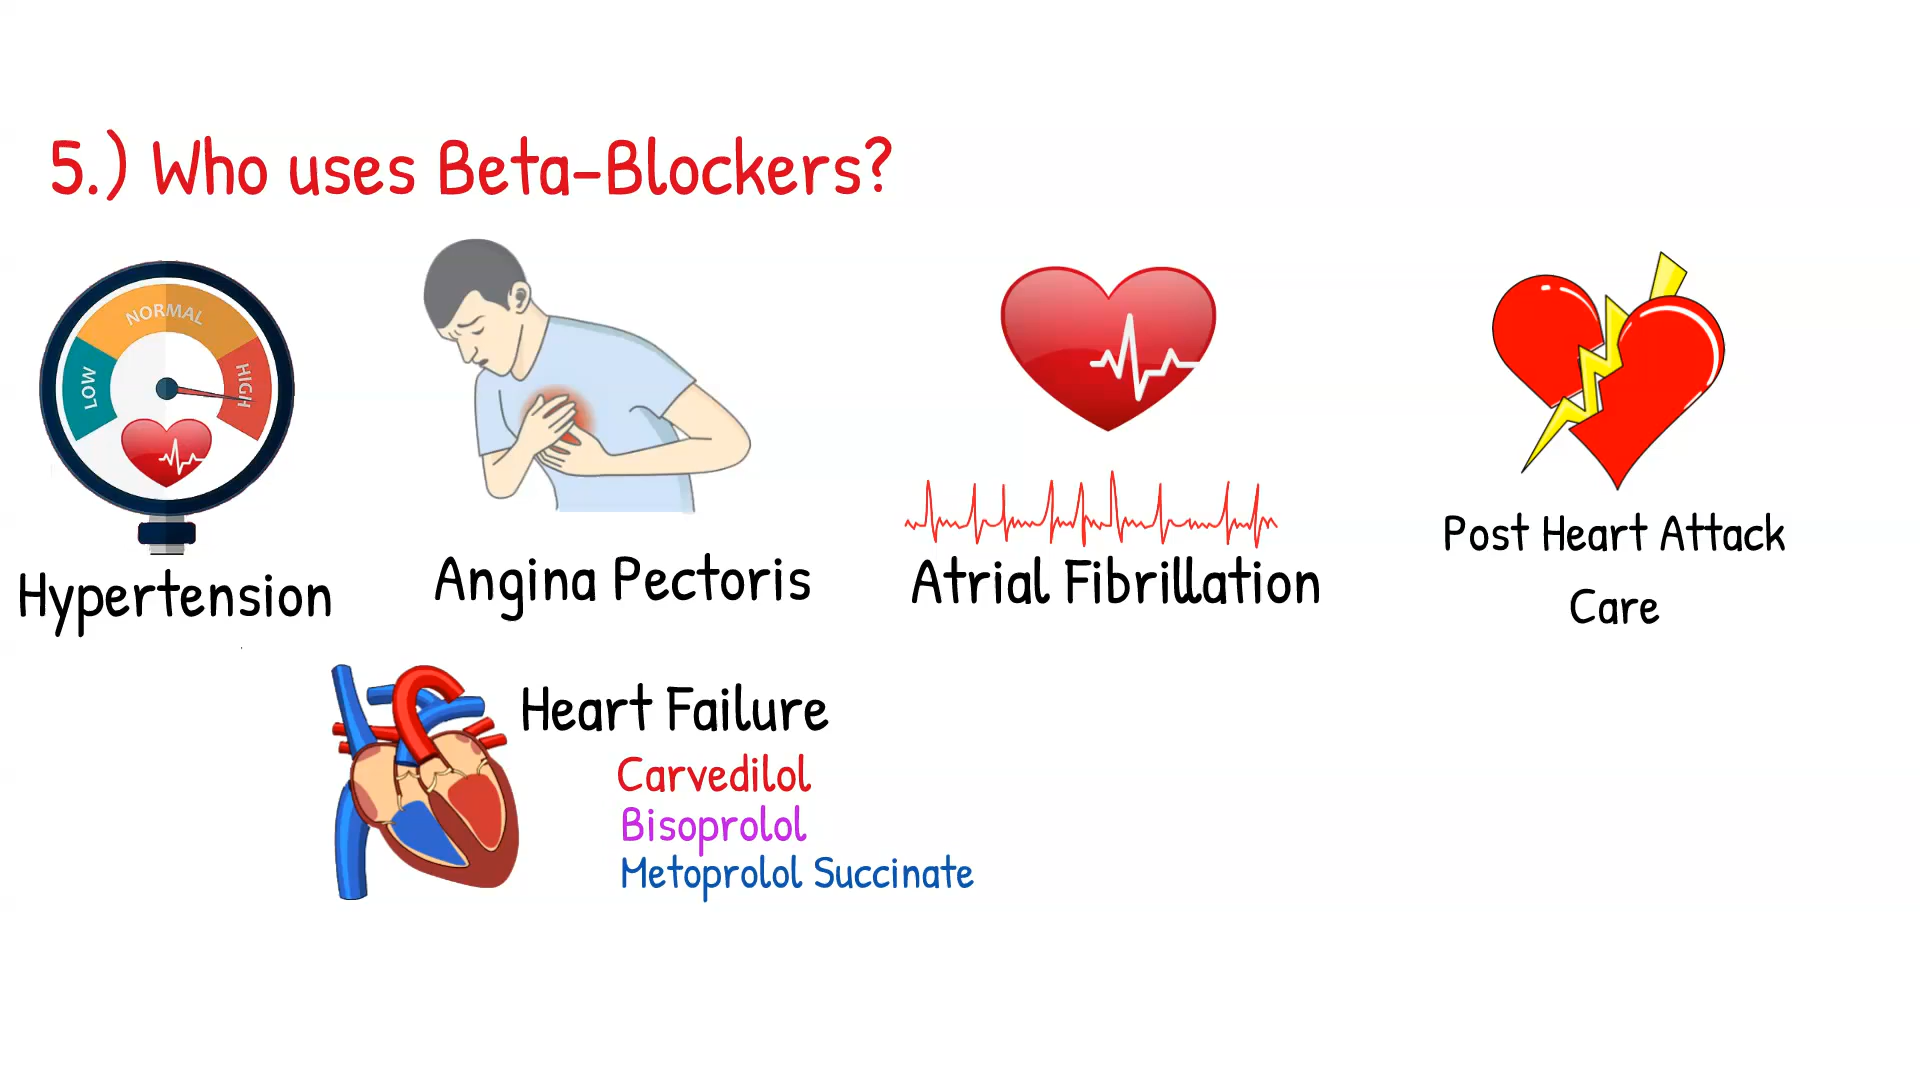 5.) Who uses Beta-Blockers?
NORMAL
LOW
HIGH
Hypertension
Angina Pectoris
Atrial Fibrillation
Post Heart Attack
Care
Heart Failure
Carvedilol
Bisoprolol
Metoprolol Succinate